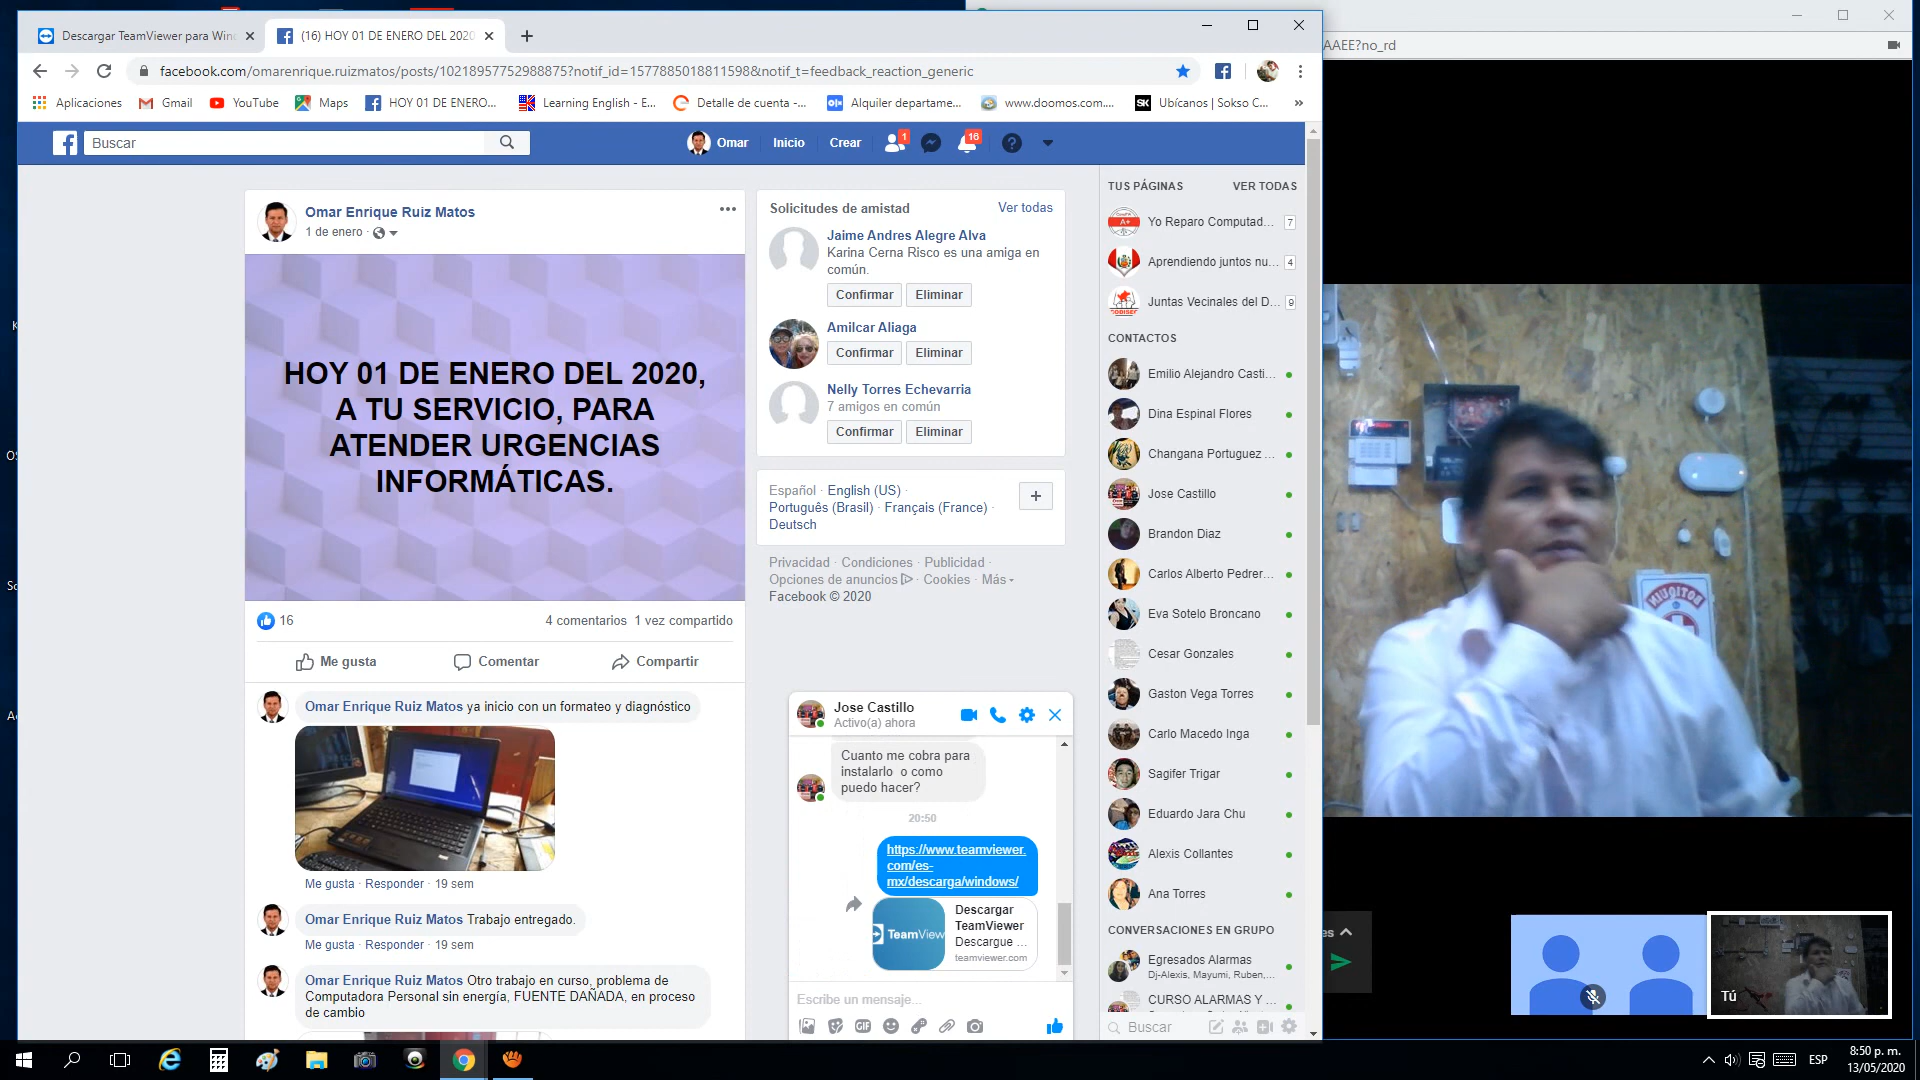 Descargar TeamViewer para Win
(16) HOY 01 DE ENERO DEL 2020
AAEE?no_rd
facebook.com/omarenrique.ruizmatos/posts/10218957752988875?notif_id=1577885018811598&notif_t=feedback_reaction_generic
Aplicaciones
Gmail
YouTube
Maps
HOY 01 DE ENERO...
Learning English - E...
Detalle de cuenta -...
Alquiler departame...
www.doomos.com....
Ubícanos | Sokso C...
»
Buscar
Omar
Inicio
Crear
1
16
Omar Enrique Ruiz Matos
1 de enero ·
HOY 01 DE ENERO DEL 2020,
A TU SERVICIO, PARA
ATENDER URGENCIAS
INFORMÁTICAS.
16
4 comentarios 1 vez compartido
Me gusta
Comentar
Compartir
Omar Enrique Ruiz Matos ya inicio con un formateo y diagnóstico
Me gusta · Responder · 19 sem
Omar Enrique Ruiz Matos Trabajo entregado.
Me gusta · Responder · 19 sem
Omar Enrique Ruiz Matos Otro trabajo en curso, problema de
Computadora Personal sin energía, FUENTE DAÑADA, en proceso
de cambio
Solicitudes de amistad
Ver todas
Jaime Andres Alegre Alva
Karina Cerna Risco es una amiga en
común.
Confirmar
Eliminar
Amilcar Aliaga
Confirmar
Eliminar
Nelly Torres Echevarria
7 amigos en común
Confirmar
Eliminar
Español · English (US) ·
Português (Brasil) · Français (France) ·
Deutsch
Privacidad · Condiciones · Publicidad ·
Opciones de anuncios · Cookies · Más
Facebook © 2020
Jose Castillo
Activo(a) ahora
Cuanto me cobra para
instalarlo o como
puedo hacer?
20:50
https://www.teamviewer.
com/es-
mx/descarga/windows/
TeamView
Descargar
TeamViewer
Descargue ...
teamviewer.com
Escribe un mensaje...
GIF
TUS PÁGINAS
VER TODAS
Yo Reparo Computad...
7
Aprendiendo juntos nu...
4
Juntas Vecinales del D...
9
CONTACTOS
Emilio Alejandro Casti...
Dina Espinal Flores
Changana Portuguez ...
Jose Castillo
Brandon Diaz
Carlos Alberto Pedrer...
Eva Sotelo Broncano
Cesar Gonzales
Gaston Vega Torres
Carlo Macedo Inga
Sagifer Trigar
Eduardo Jara Chu
Alexis Collantes
Ana Torres
CONVERSACIONES EN GRUPO
Egresados Alarmas
Dj-Alexis, Mayumi, Ruben,...
CURSO ALARMAS Y ...
Buscar
BOTIQUIN
es
Tú
ESP
8:50 p. m.
13/05/2020